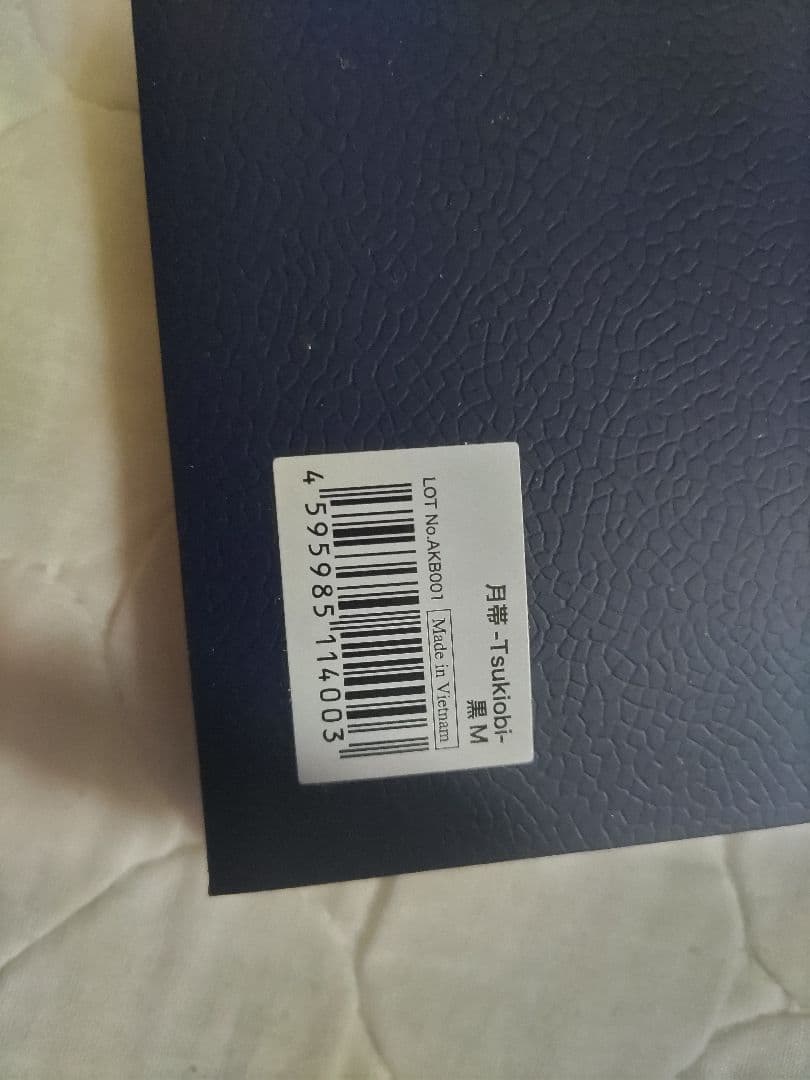 月帯 -Tsukiobi-
黒 M
LOT No.AKB001 Made in Vietnam
4 595985 114003